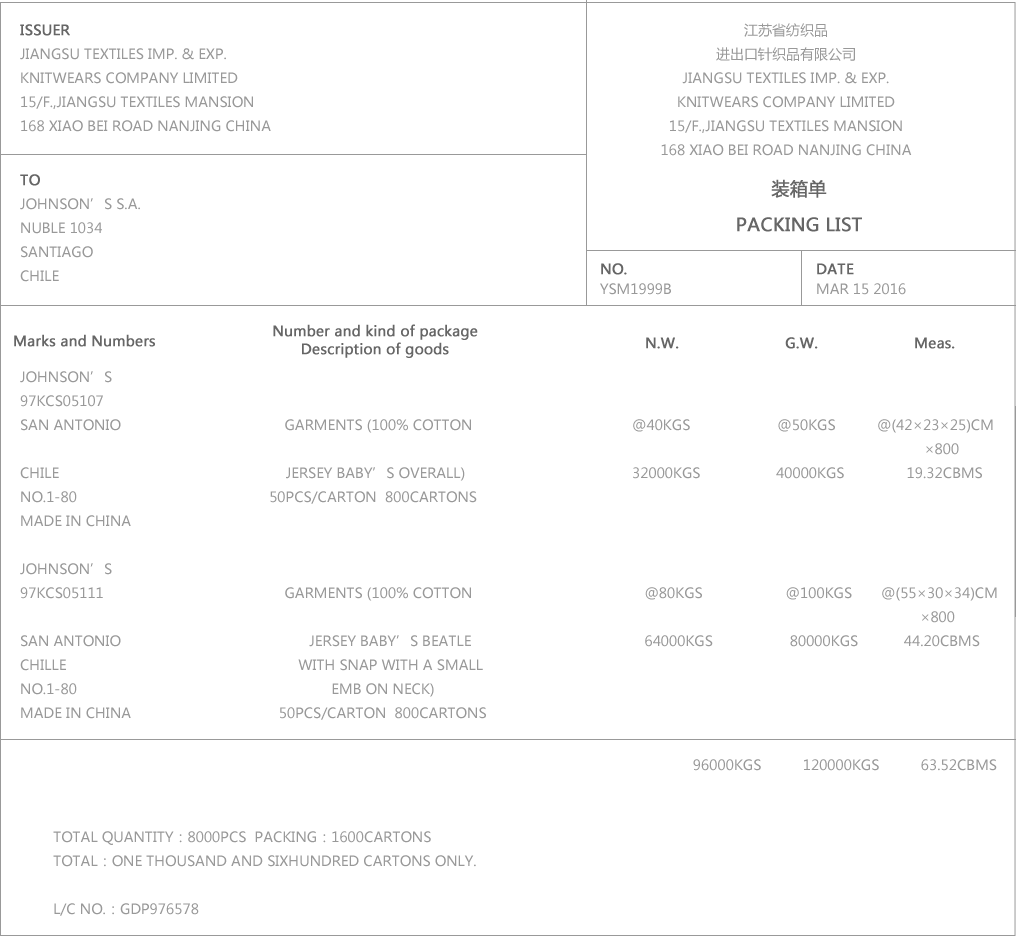 ISSUER
JIANGSU TEXTILES IMP. & EXP.
KNITWEARS COMPANY LIMITED
15/F.,JIANGSU TEXTILES MANSION
168 XIAO BEI ROAD NANJING CHINA
江苏省纺织品
进出口针织品有限公司
JIANGSU TEXTILES IMP. & EXP.
KNITWEARS COMPANY LIMITED
15/F.,JIANGSU TEXTILES MANSION
168 XIAO BEI ROAD NANJING CHINA
装箱单
PACKING LIST
TO
JOHNSON’S S.A.
NUBLE 1034
SANTIAGO
CHILE
NO.
YSM1999B
DATE
MAR 15 2016
Marks and Numbers
Number and kind of package
Description of goods
N.W.
G.W.
Meas.
JOHNSON’S
97KCS05107
SAN ANTONIO GARMENTS (100% COTTON @40KGS @50KGS @(42×23×25)CM
×800
CHILE JERSEY BABY’S OVERALL) 32000KGS 40000KGS 19.32CBMS
NO.1-80 50PCS/CARTON 800CARTONS
MADE IN CHINA
JOHNSON’S
97KCS05111 GARMENTS (100% COTTON @80KGS @100KGS @(55×30×34)CM
×800
SAN ANTONIO JERSEY BABY’S BEATLE 64000KGS 80000KGS 44.20CBMS
CHILLE WITH SNAP WITH A SMALL
NO.1-80 EMB ON NECK)
MADE IN CHINA 50PCS/CARTON 800CARTONS
96000KGS 120000KGS 63.52CBMS
TOTAL QUANTITY：8000PCS PACKING：1600CARTONS
TOTAL：ONE THOUSAND AND SIXHUNDRED CARTONS ONLY.
L/C NO.：GDP976578